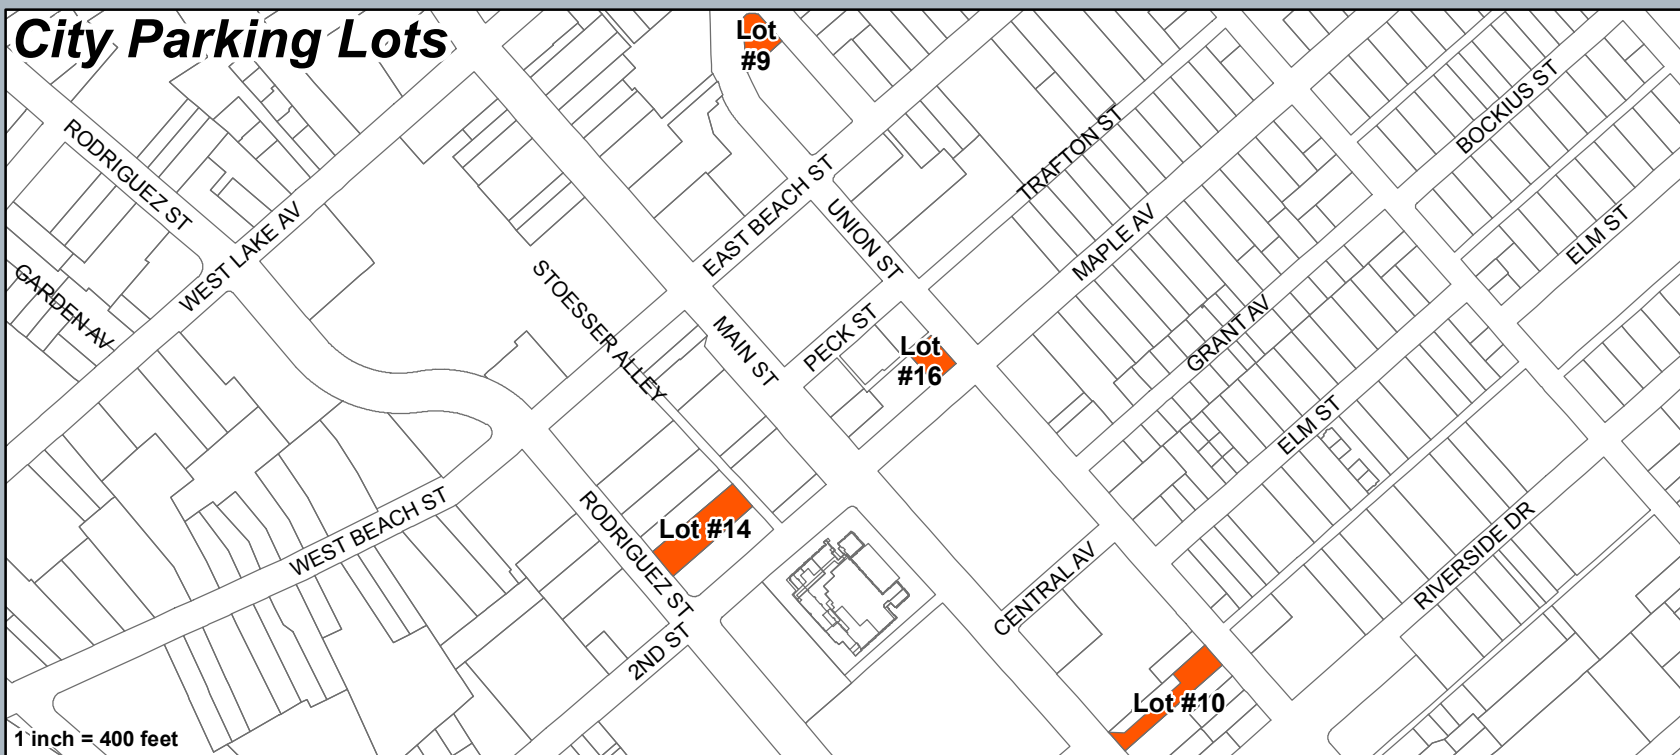 City Parking Lots
Lot
#9
RODRIGUEZ ST
BOCKIUS ST
TRAFTON ST
EAST BEACH ST
WEST LAKE AV
UNION ST
MAPLE AV
ELM ST
GARDEN AV
STOESSER ALLEY
MAIN ST
PECK ST
Lot
#16
GRANT AV
ELM ST
Lot #14
RODRIGUEZ ST
WEST BEACH ST
RIVERSIDE DR
CENTRAL AV
2ND ST
Lot #10
1 inch = 400 feet